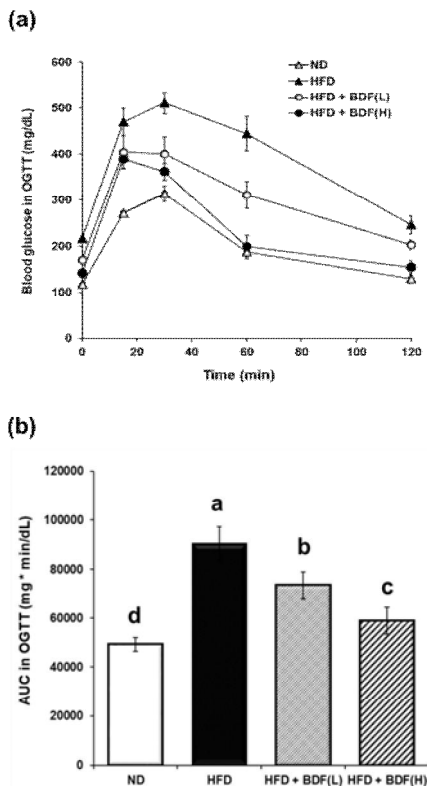 (a)
ND
HFD
HFD + BDF(L)
HFD + BDF(H)
Blood glucose in OGTT (mg/dL)
600
500
400
300
200
100
0
0 20 40 60 80 100 120
Time (min)
(b)
AUC in OGTT (mg * min/dL)
120000
100000
80000
60000
40000
20000
0
a
b
c
d
ND HFD HFD + BDF(L) HFD + BDF(H)